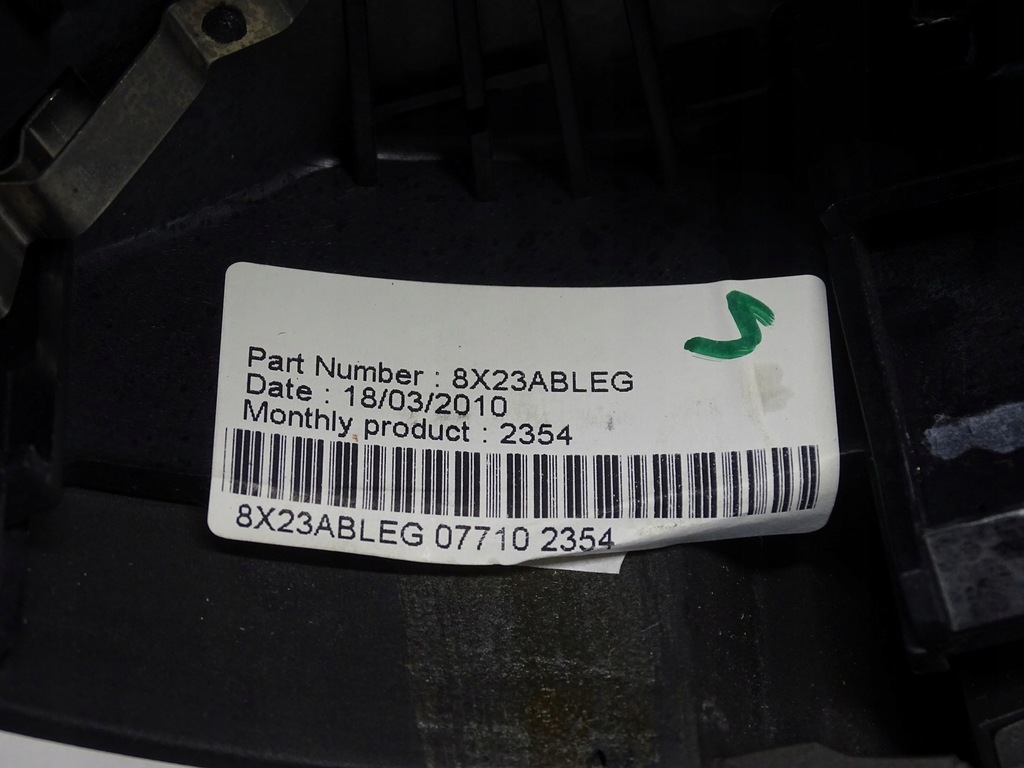 Part Number : 8X23ABLEG
Date : 18/03/2010
Monthly product : 2354
8X23ABLEG 07710 2354